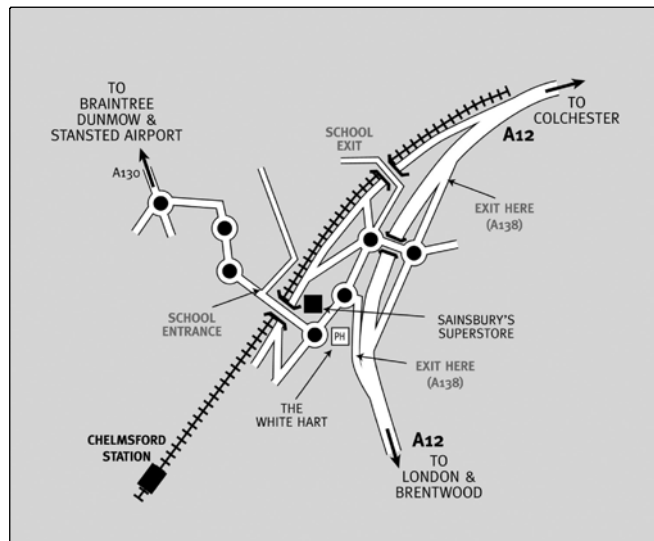 TO
BRAINTREE
DUNMOW &
STANSTED AIRPORT
A130
SCHOOL
EXIT
A12
TO
COLCHESTER
EXIT HERE
(A138)
SCHOOL
ENTRANCE
SAINSBURY'S
SUPERSTORE
PH
EXIT HERE
(A138)
THE
WHITE HART
CHELMSFORD
STATION
A12
TO
LONDON &
BRENTWOOD